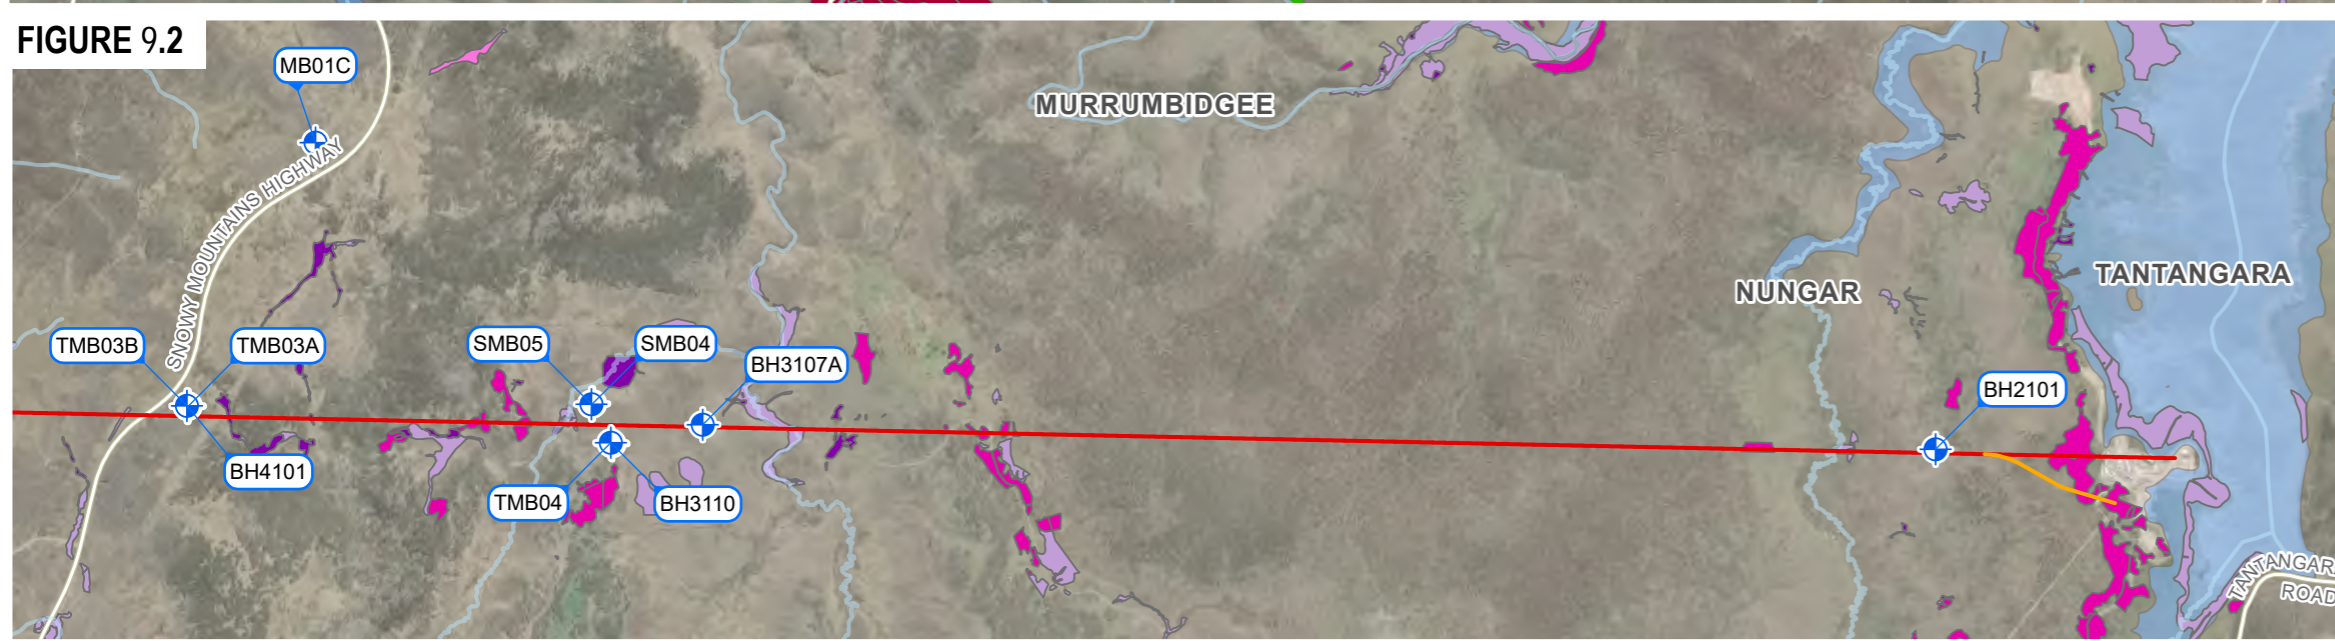 FIGURE 9.2
MB01C
MURRUMBIDGEE
SNOWY MOUNTAINS HIGHWAY
TANTANGARA
NUNGAR
TMB03B
TMB03A
SMB05
SMB04
BH3107A
BH2101
BH4101
TMB04
BH3110
TANTANGARA
ROAD